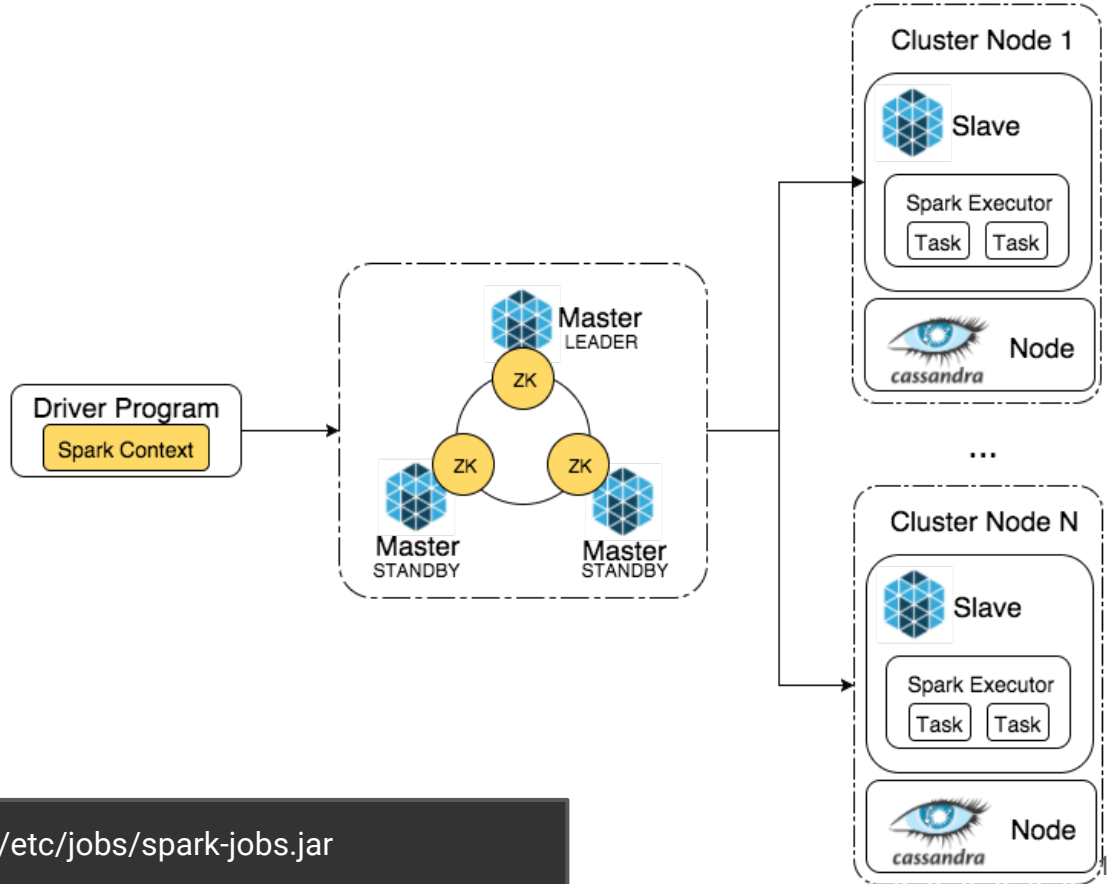 Cluster Node 1
Slave
Spark Executor
Task Task
Node
cassandra
Master
LEADER
ZK
Driver Program
Spark Context
ZK ZK
Master
STANDBY
Master
STANDBY
...
Cluster Node N
Slave
Spark Executor
Task Task
Node
cassandra
/etc/jobs/spark-jobs.jar